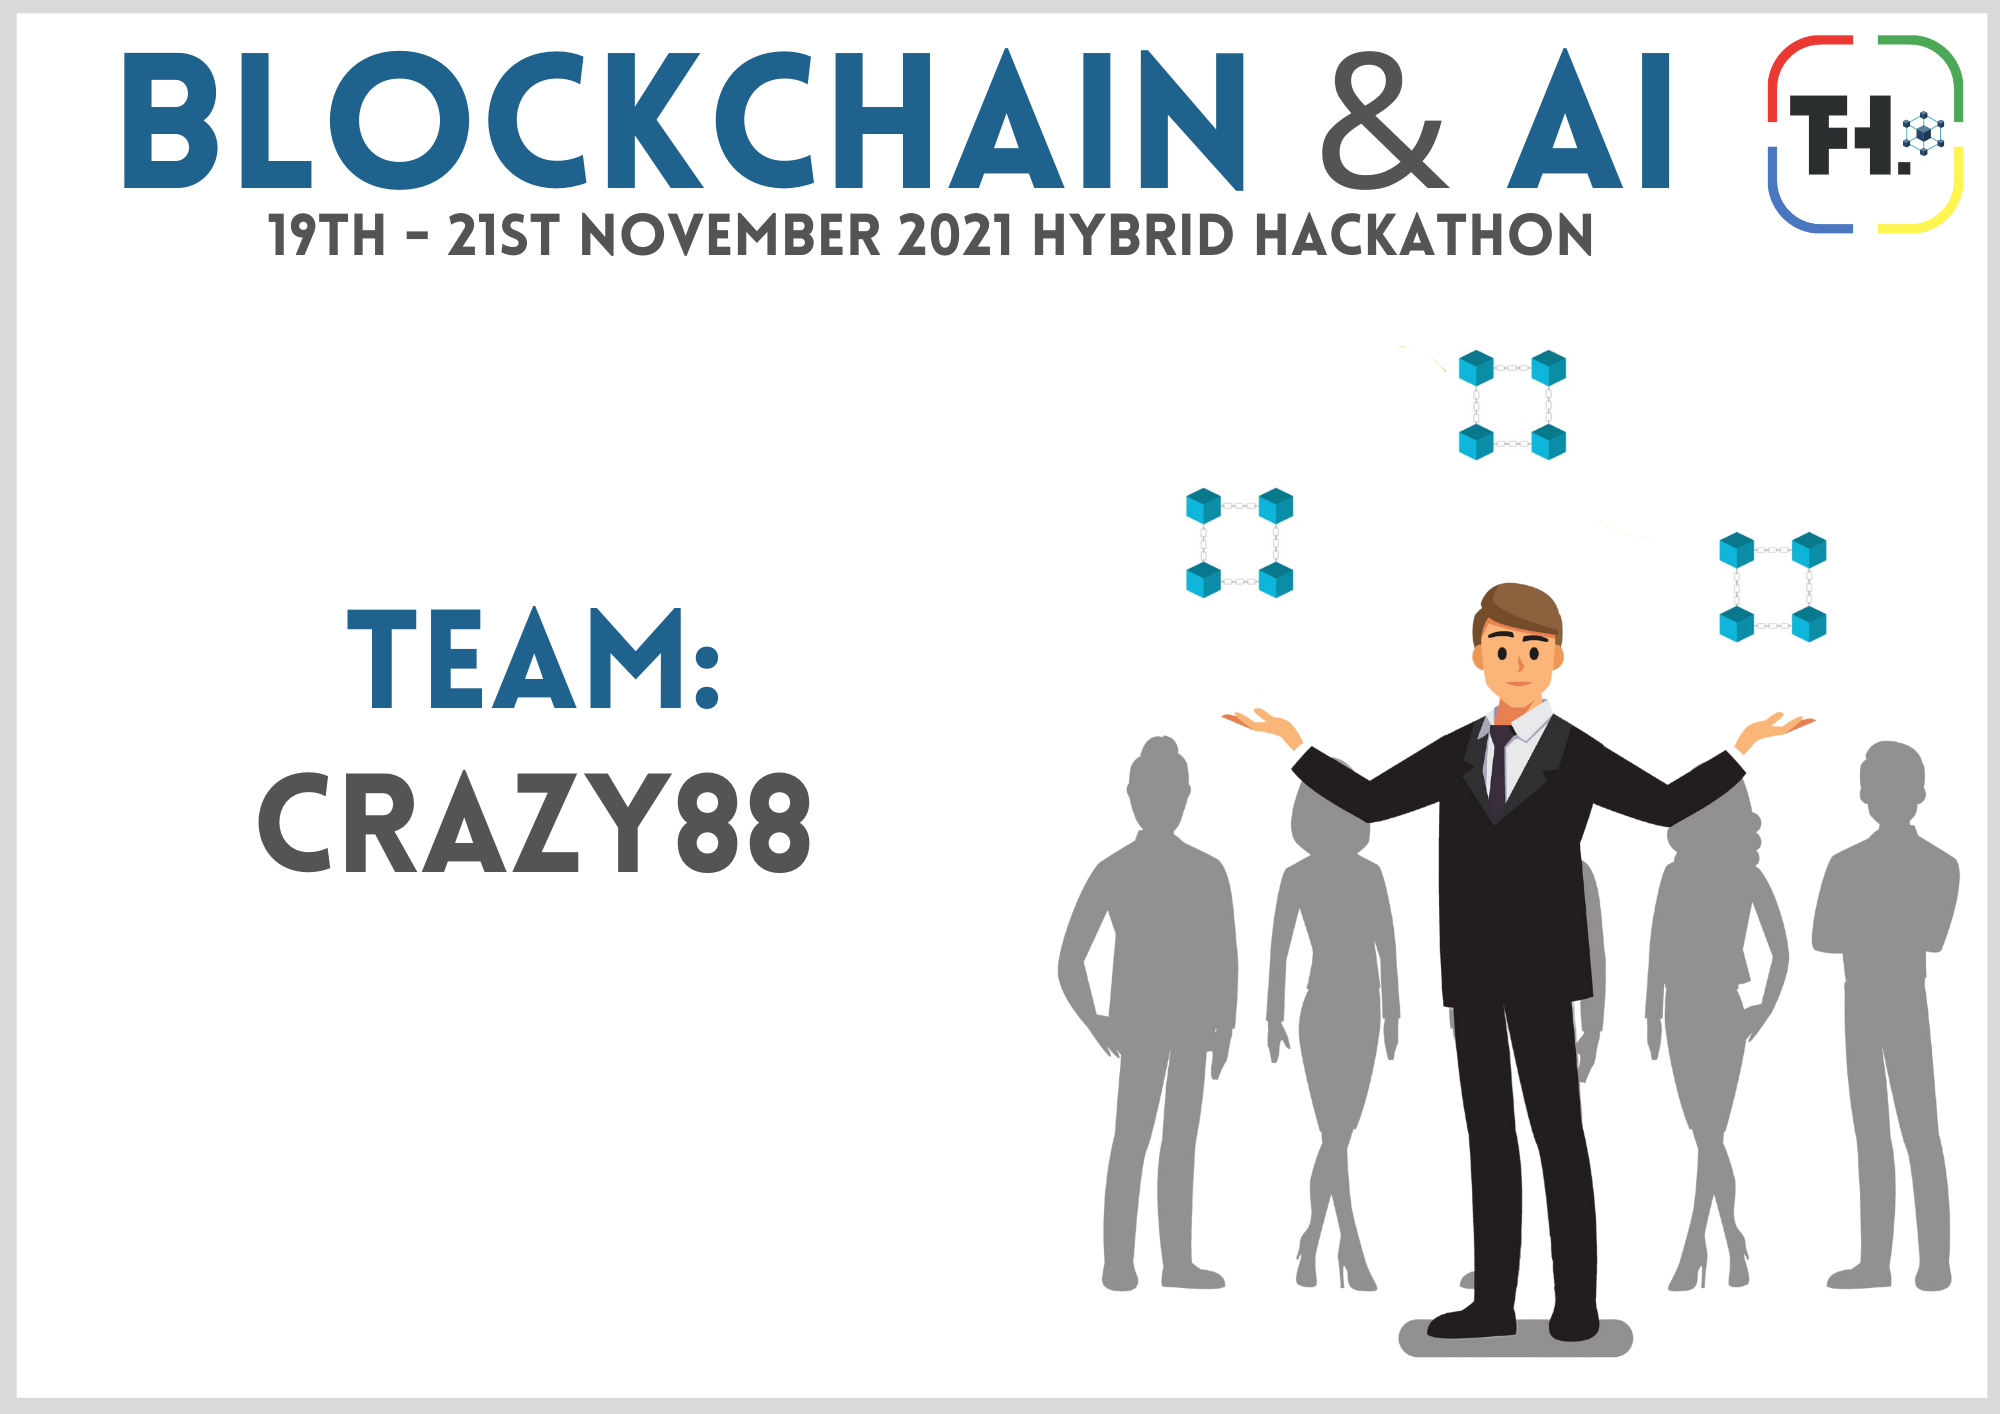 BLOCKCHAIN & AI
19TH - 21ST NOVEMBER 2021 HYBRID HACKATHON
TH.
TEAM:
CRAZY88